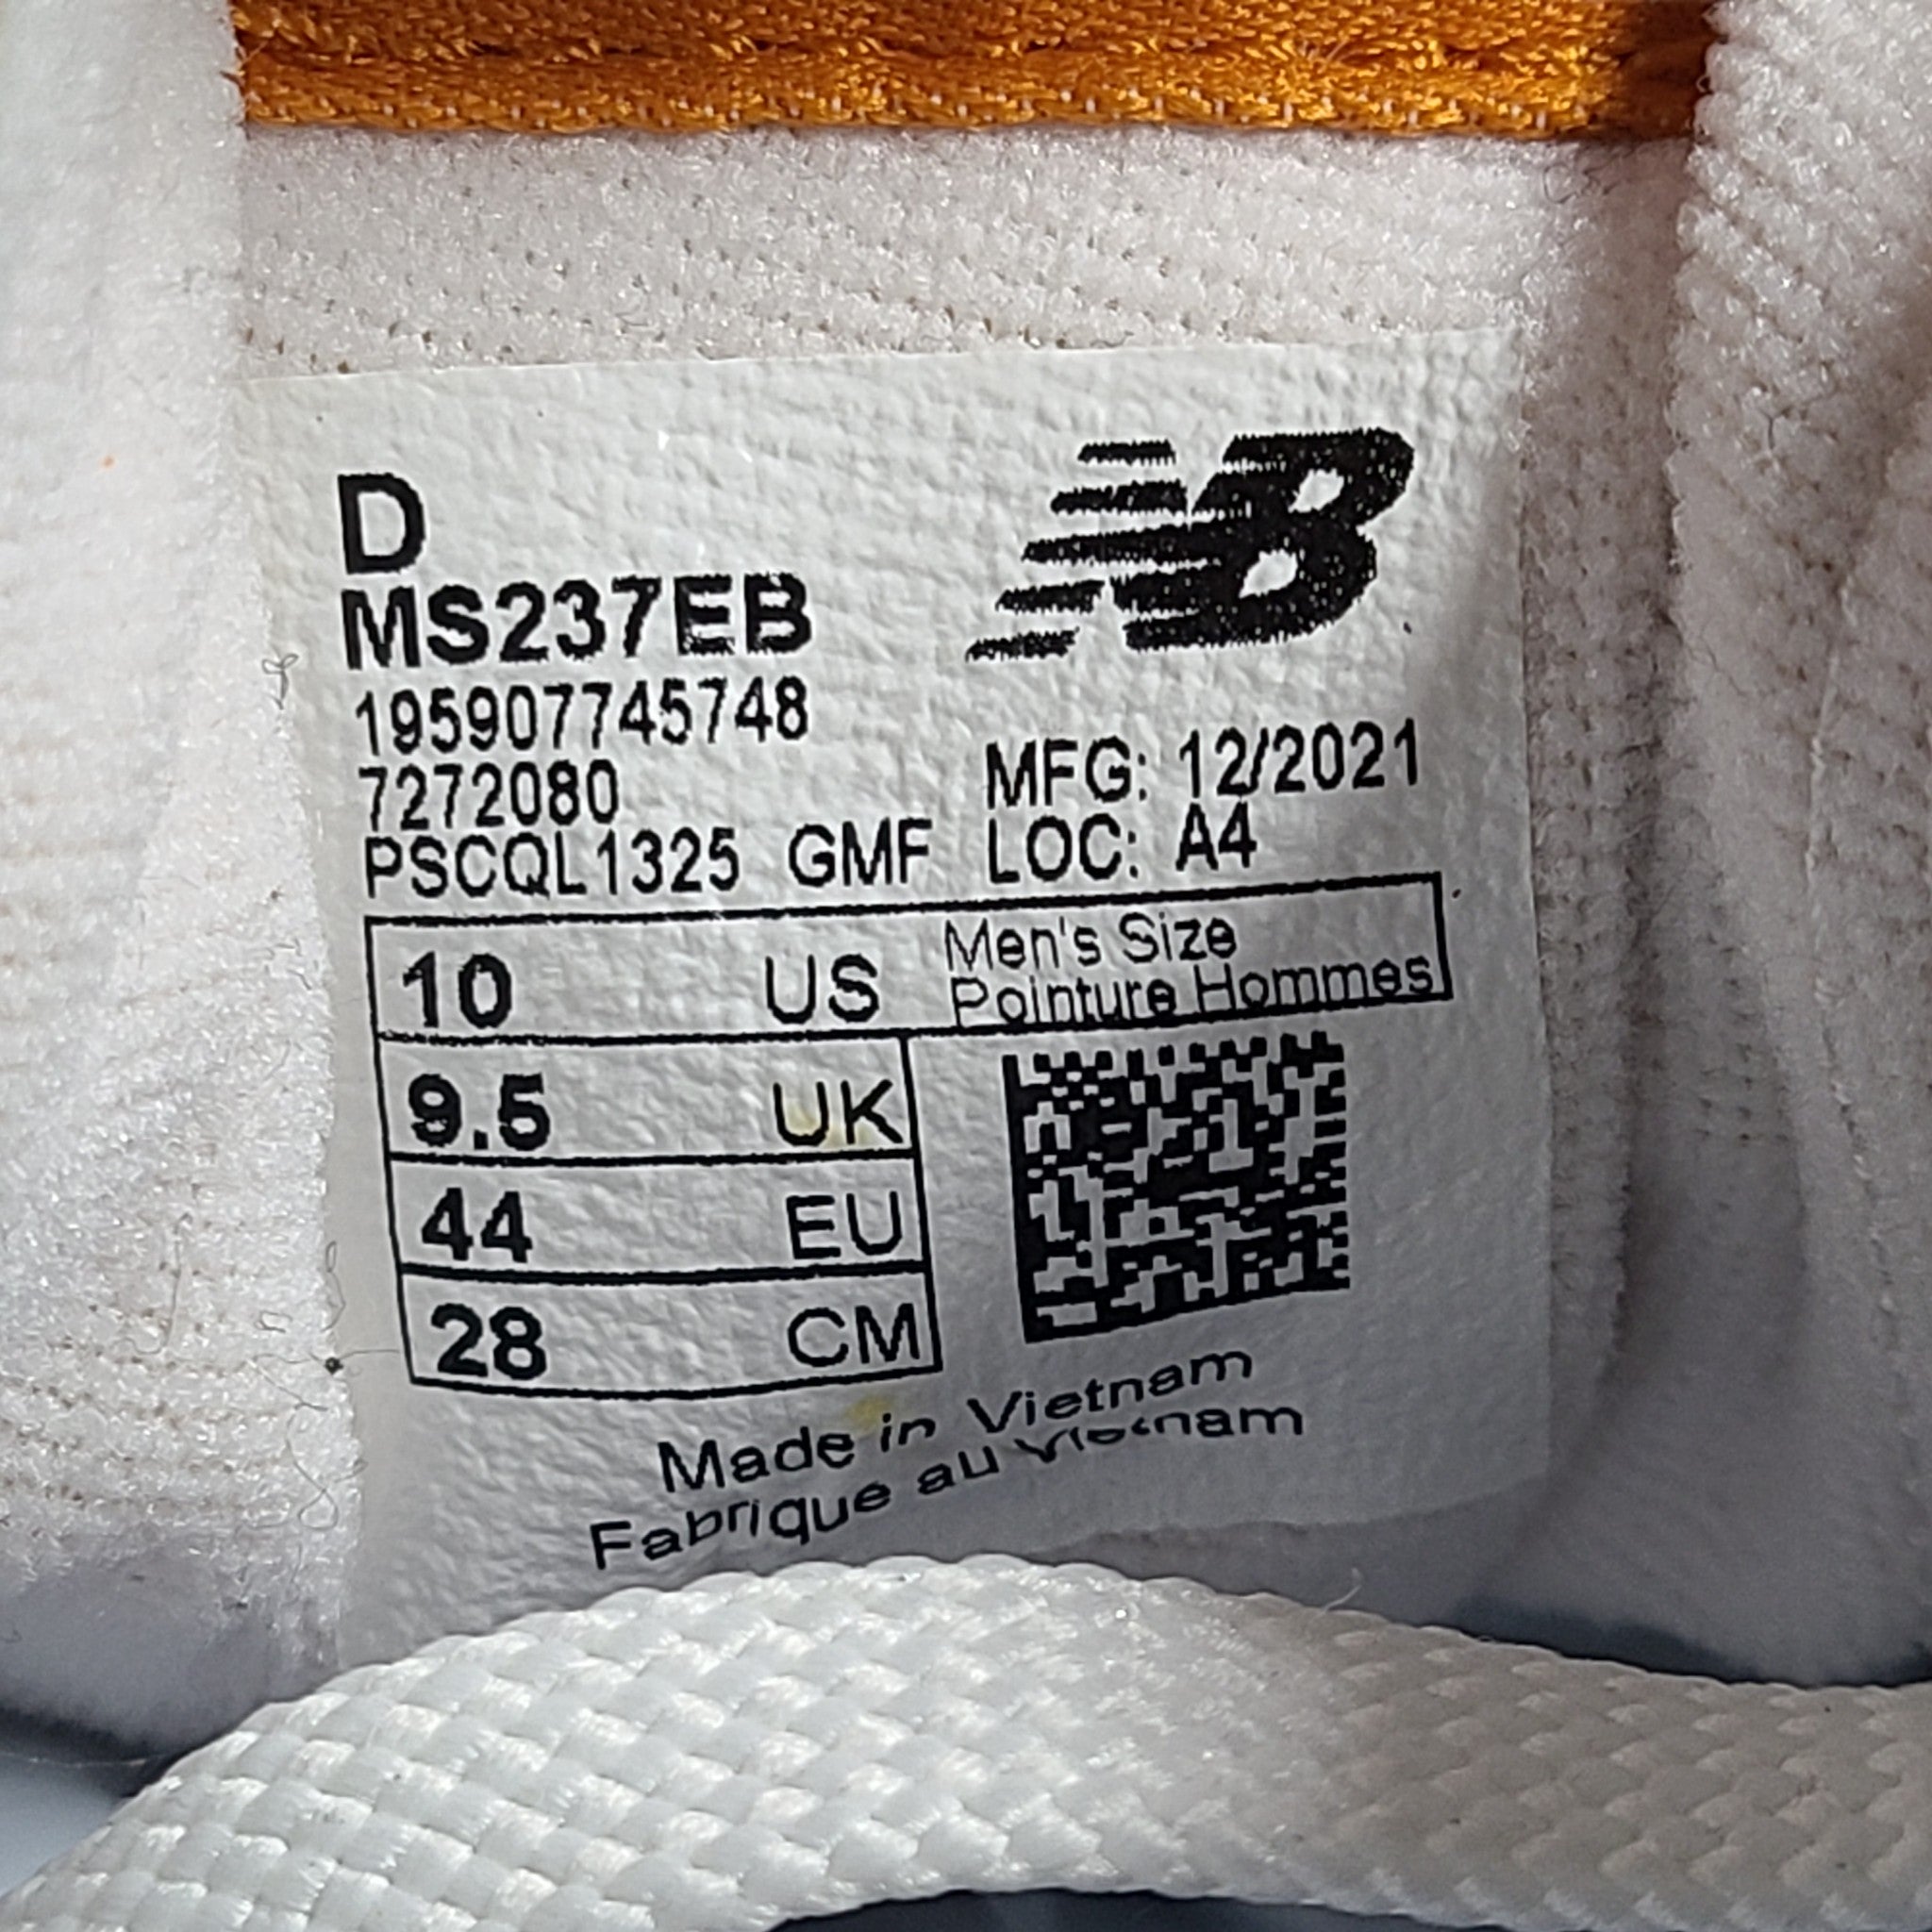 D
NB
MS237EB
195907745748
7272080
MFG: 12/2021
PSCQL1325 GMF LOC: A4
10 US Men's Size
Pointure Hommes
9.5 UK
44 EU
28 CM
Made in Vietnam
Fabrique au Vietnam